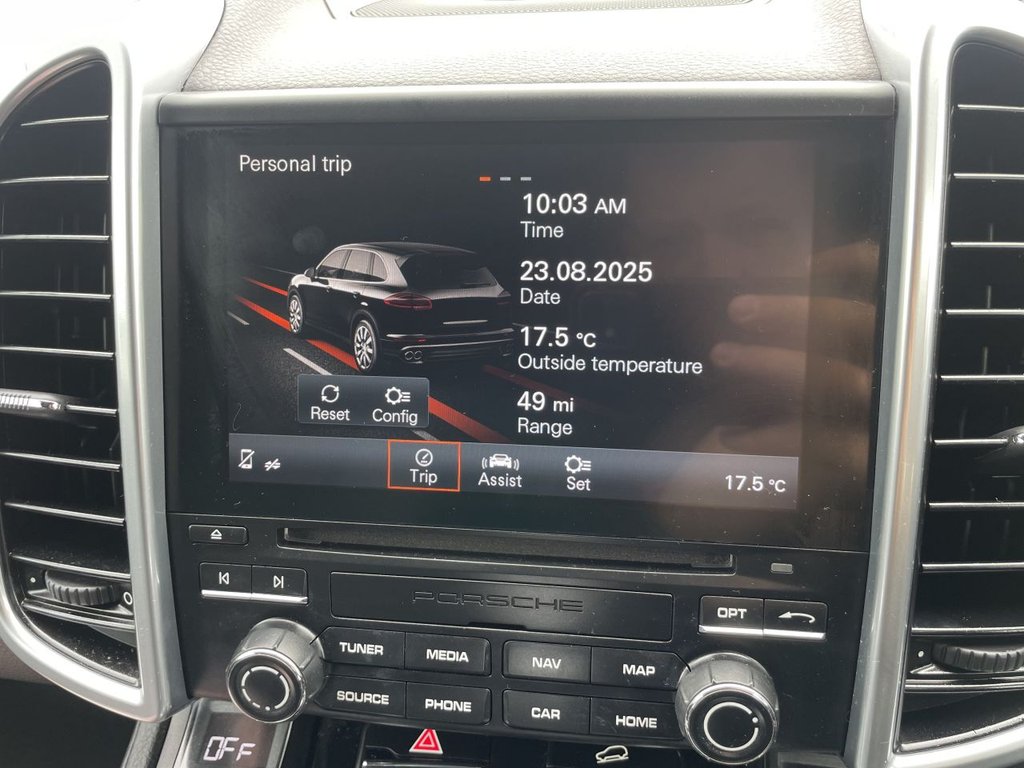 Personal trip
10:03 AM
Time
23.08.2025
Date
17.5 °C
Outside temperature
49 mi
Range
Reset Config
Trip Assist Set 17.5 °C
PORSCHE
OPT
TUNER MEDIA NAV MAP
SOURCE PHONE CAR HOME
OFF